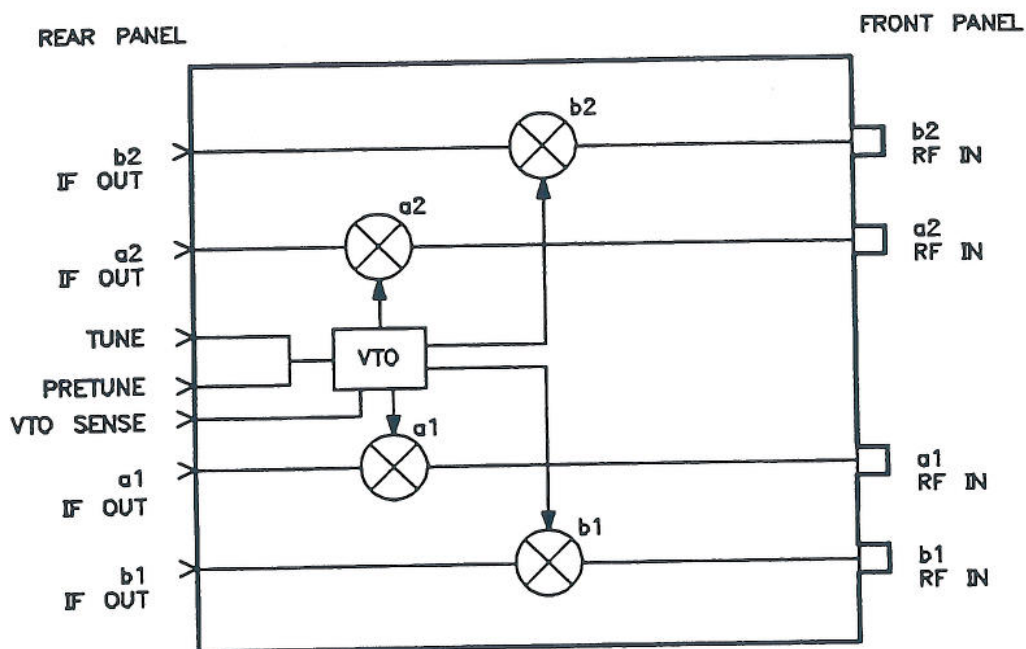 REAR PANEL
FRONT PANEL
b2
b2
RF IN
b2
IF OUT
a2
a2
RF IN
a2
IF OUT
TUNE
VTO
PRETUNE
VTO SENSE
a1
a1
RF IN
a1
IF OUT
b1
b1
RF IN
b1
IF OUT